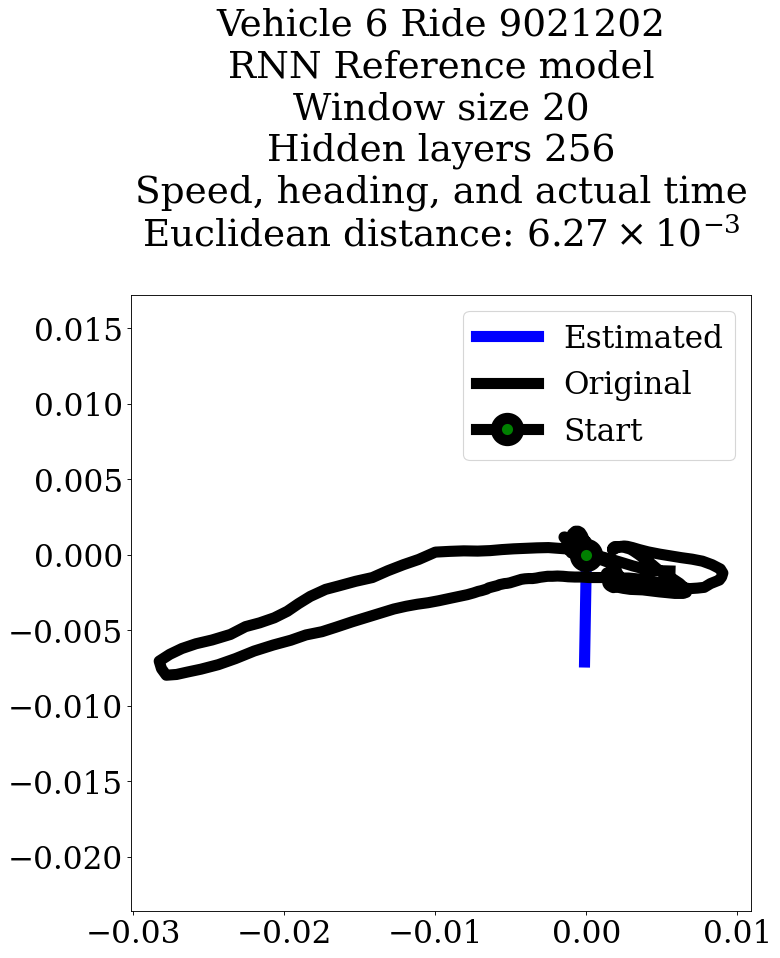 Vehicle 6 Ride 9021202
RNN Reference model
Window size 20
Hidden layers 256
Speed, heading, and actual time
Euclidean distance: 6.27 × 10⁻³
Estimated
Original
Start
0.015
0.010
0.005
0.000
−0.005
−0.010
−0.015
−0.020
−0.03 −0.02 −0.01 0.00 0.01